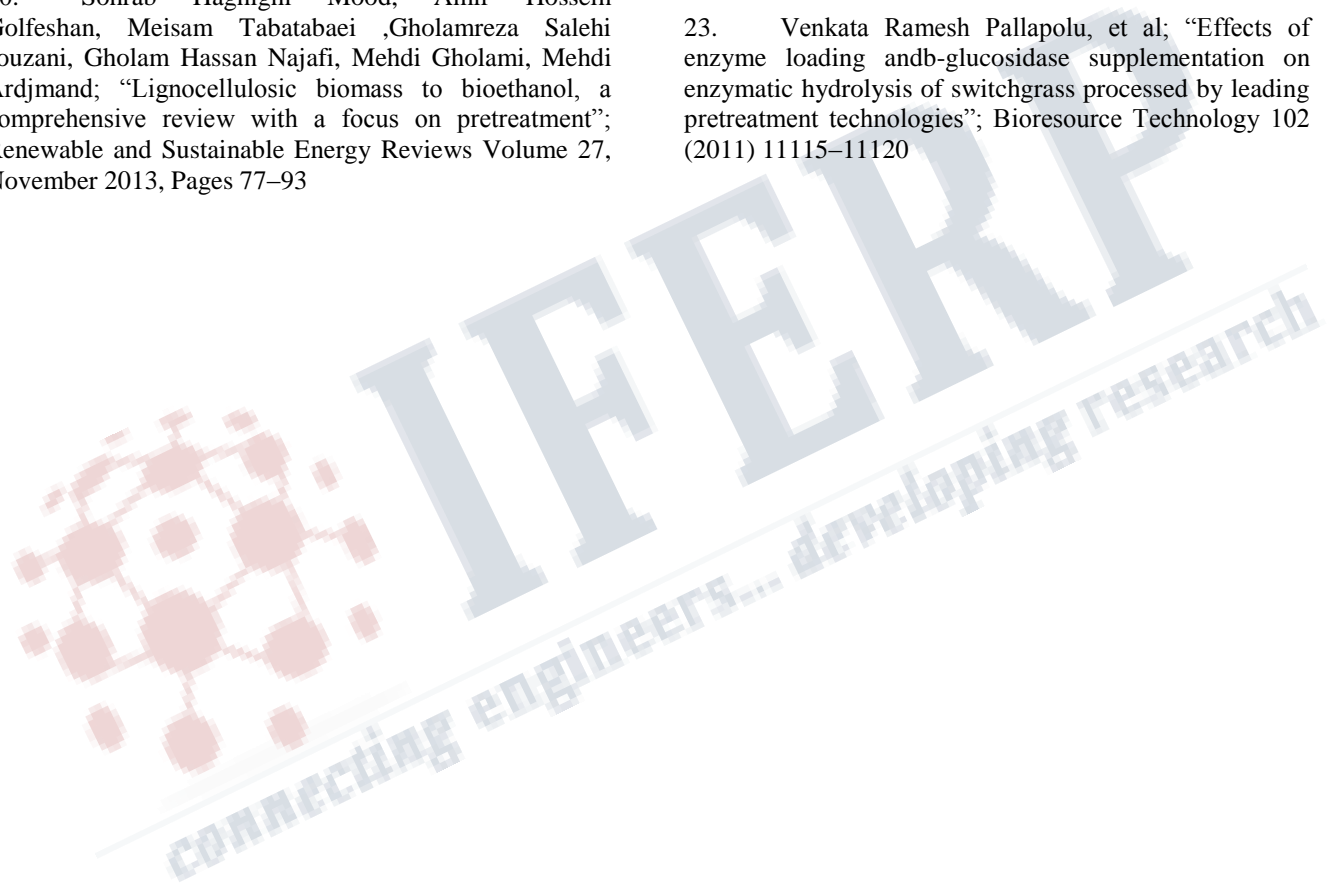 Sohrab Haghighi Mood, Amir Hossein
Golfeshan, Meisam Tabatabaei ,Gholamreza Salehi
Jouzani, Gholam Hassan Najafi, Mehdi Gholami, Mehdi
Ardjmand; “Lignocellulosic biomass to bioethanol, a
comprehensive review with a focus on pretreatment”;
Renewable and Sustainable Energy Reviews Volume 27,
November 2013, Pages 77–93
23. Venkata Ramesh Pallapolu, et al; “Effects of
enzyme loading andb-glucosidase supplementation on
enzymatic hydrolysis of switchgrass processed by leading
pretreatment technologies”; Bioresource Technology 102
(2011) 11115–11120
IFERP
connecting engineers... developing research